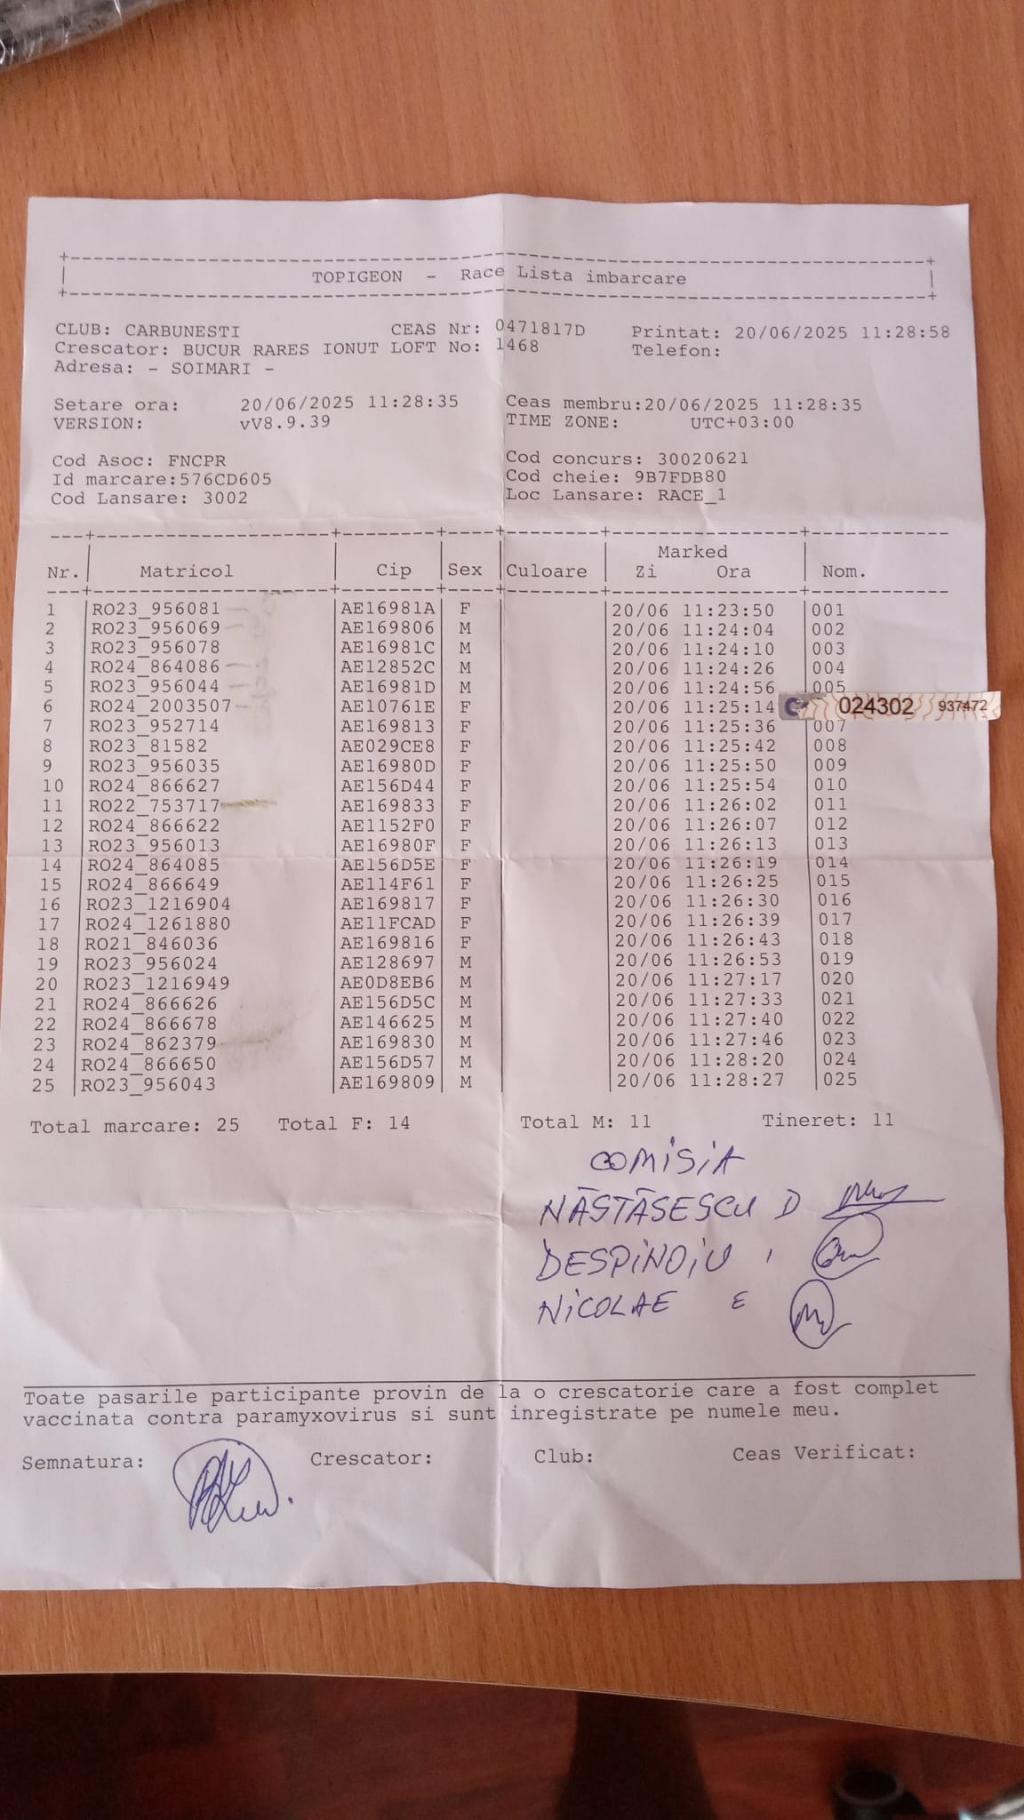 TOPIGEON - Race Lista imbarcare
CLUB: CARBUNESTI CEAS Nr: 0471817D Printat: 20/06/2025 11:28:58
Crescator: BUCUR RARES IONUT LOFT No: 1468 Telefon:
Adresa: - SOIMARI -
Setare ora: 20/06/2025 11:28:35 Ceas membru:20/06/2025 11:28:35
VERSION: vV8.9.39 TIME ZONE: UTC+03:00
Cod Asoc: FNCPR Cod concurs: 30020621
Id marcare:576CD605 Cod cheie: 9B7FDB80
Cod Lansare: 3002 Loc Lansare: RACE_1
Marked
Nr. Matricol Cip Sex Culoare Zi Ora Nom.
1 RO23_956081 AE16981A F 20/06 11:23:50 001
2 RO23_956069 AE169806 M 20/06 11:24:04 002
3 RO23_956078 AE16981C M 20/06 11:24:10 003
4 RO24_864086 AE12852C M 20/06 11:24:26 004
5 RO23_956044 AE16981D M 20/06 11:24:56 005
6 RO24_2003507 AE10761E F 20/06 11:25:14 024302 937472
7 RO23_952714 AE169813 F 20/06 11:25:36 007
8 RO23_81582 AE029CE8 F 20/06 11:25:42 008
9 RO23_956035 AE16980D F 20/06 11:25:50 009
10 RO24_866627 AE156D44 F 20/06 11:25:54 010
11 RO22_753717 AE169833 F 20/06 11:26:02 011
12 RO24_866622 AE1152F0 F 20/06 11:26:07 012
13 RO23_956013 AE16980F F 20/06 11:26:13 013
14 RO24_864085 AE156D5E F 20/06 11:26:19 014
15 RO24_866649 AE114F61 F 20/06 11:26:25 015
16 RO23_1216904 AE169817 F 20/06 11:26:30 016
17 RO24_1261880 AE11FCAD F 20/06 11:26:39 017
18 RO21_846036 AE169816 F 20/06 11:26:43 018
19 RO23_956024 AE128697 M 20/06 11:26:53 019
20 RO23_1216949 AE0D8EB6 M 20/06 11:27:17 020
21 RO24_866626 AE156D5C M 20/06 11:27:33 021
22 RO24_866678 AE146625 M 20/06 11:27:40 022
23 RO24_862379 AE169830 M 20/06 11:27:46 023
24 RO24_866650 AE156D57 M 20/06 11:28:20 024
25 RO23_956043 AE169809 M 20/06 11:28:27 025
Total marcare: 25 Total F: 14 Total M: 11 Tineret: 11
COMISIA
NĂSTĂSESCU D
DESPINOIU I
NICOLAE E
Toate pasarile participante provin de la o crescatorie care a fost complet
vaccinata contra paramyxovirus si sunt inregistrate pe numele meu.
Semnatura: Crescator: Club: Ceas Verificat: